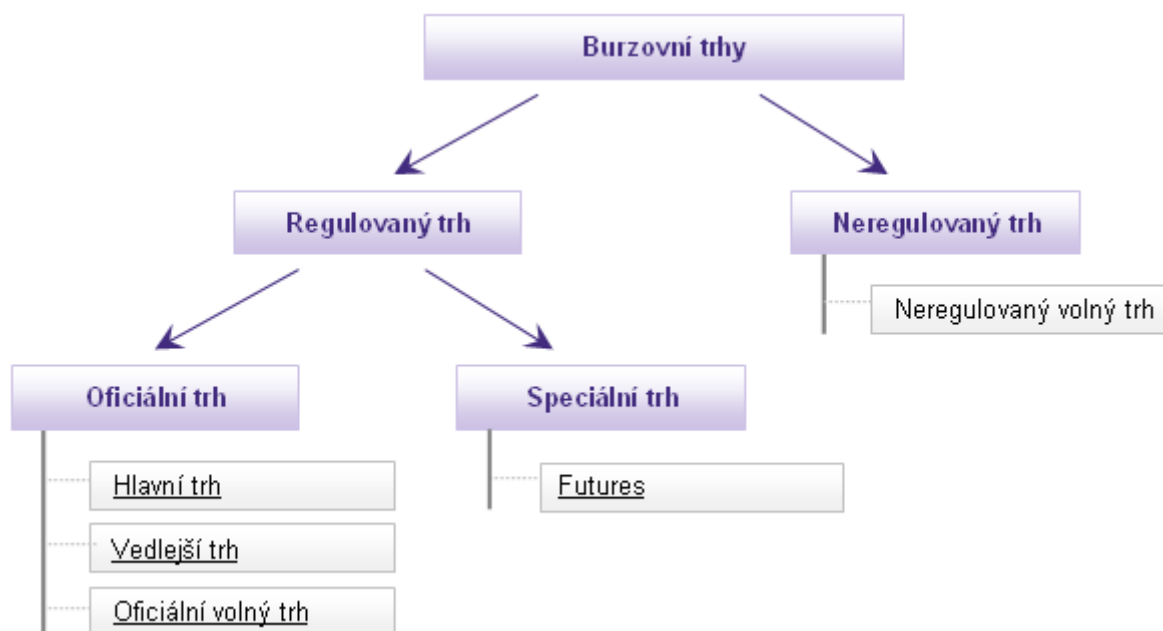 Burzovní trhy
Regulovaný trh
Neregulovaný trh
Neregulovaný volný trh
Oficiální trh
Speciální trh
Hlavní trh
Futures
Vedlejší trh
Oficiální volný trh